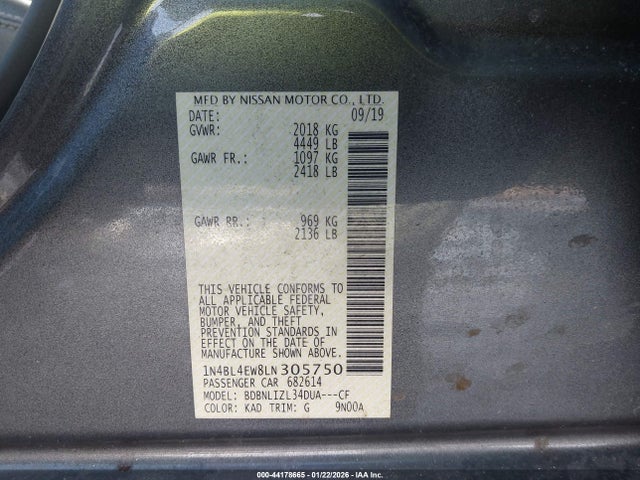 MFD BY NISSAN MOTOR CO., LTD.
DATE: 09/19
GVWR: 2018 KG
4449 LB
GAWR FR.: 1097 KG
2418 LB
GAWR RR.: 969 KG
2136 LB
THIS VEHICLE CONFORMS TO
ALL APPLICABLE FEDERAL
MOTOR VEHICLE SAFETY,
BUMPER, AND THEFT
PREVENTION STANDARDS IN
EFFECT ON THE DATE OF
MANUFACTURE SHOWN ABOVE.
1N4BL4EW8LN305750
PASSENGER CAR 682614
MODEL: BDBNLIZL34DUA---CF
COLOR: KAD TRIM: G 9N00A
000-44178665 - 01/22/2026 - IAA Inc.